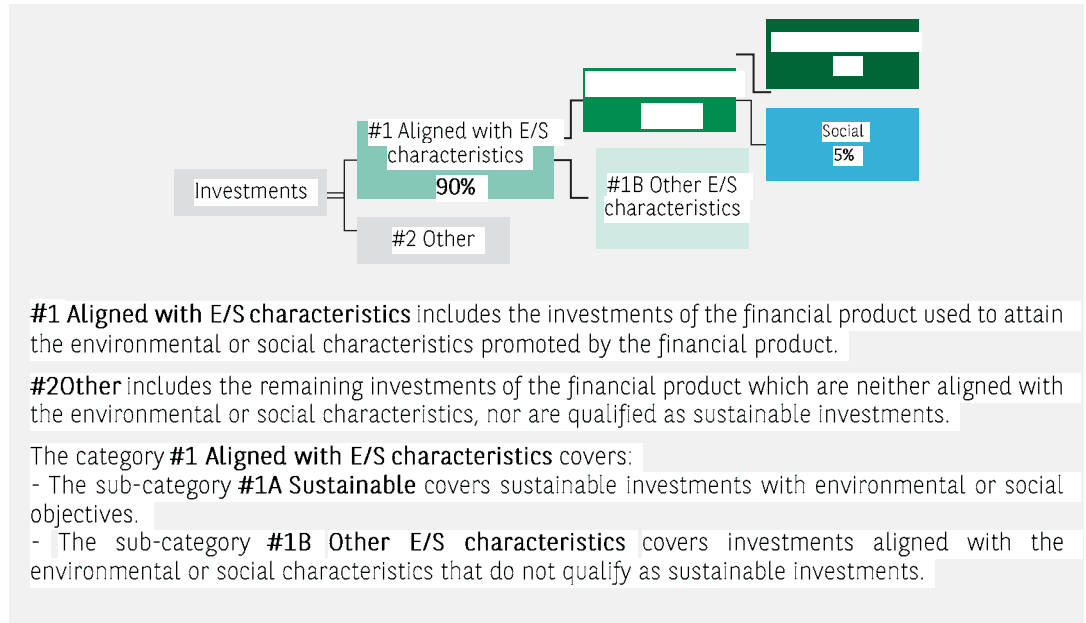 Social
5%
#1 Aligned with E/S
characteristics
90%
#1B Other E/S
characteristics
Investments
#2 Other
#1 Aligned with E/S characteristics includes the investments of the financial product used to attain
the environmental or social characteristics promoted by the financial product.
#2Other includes the remaining investments of the financial product which are neither aligned with
the environmental or social characteristics, nor are qualified as sustainable investments.
The category #1 Aligned with E/S characteristics covers:
- The sub-category #1A Sustainable covers sustainable investments with environmental or social
objectives.
- The sub-category #1B Other E/S characteristics covers investments aligned with the
environmental or social characteristics that do not qualify as sustainable investments.